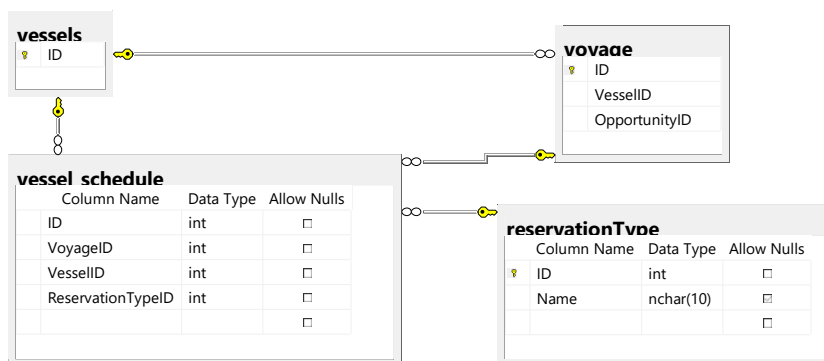 vessels
ID
voyage
ID
VesselID
OpportunityID
vessel_schedule
Column Name Data Type Allow Nulls
ID int
VoyageID int
VesselID int
ReservationTypeID int
reservationType
Column Name Data Type Allow Nulls
ID int
Name nchar(10)